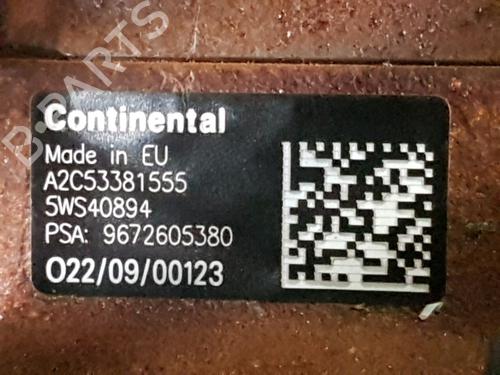 B-PARTS
Continental
Made in EU
A2C53381555
5WS40894
PSA: 9672605380
O22/09/00123